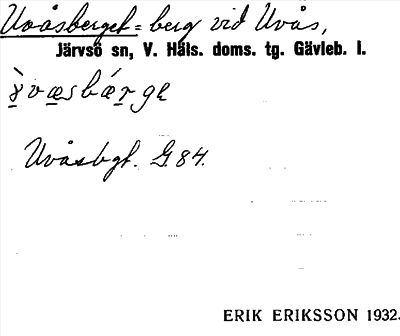 Uvåsberget = berg vid Uvås,
Järvsö sn, V. Häls. doms. tg. Gävleb. l.
Uvåsbgt. G.84.
ERIK ERIKSSON 1932.